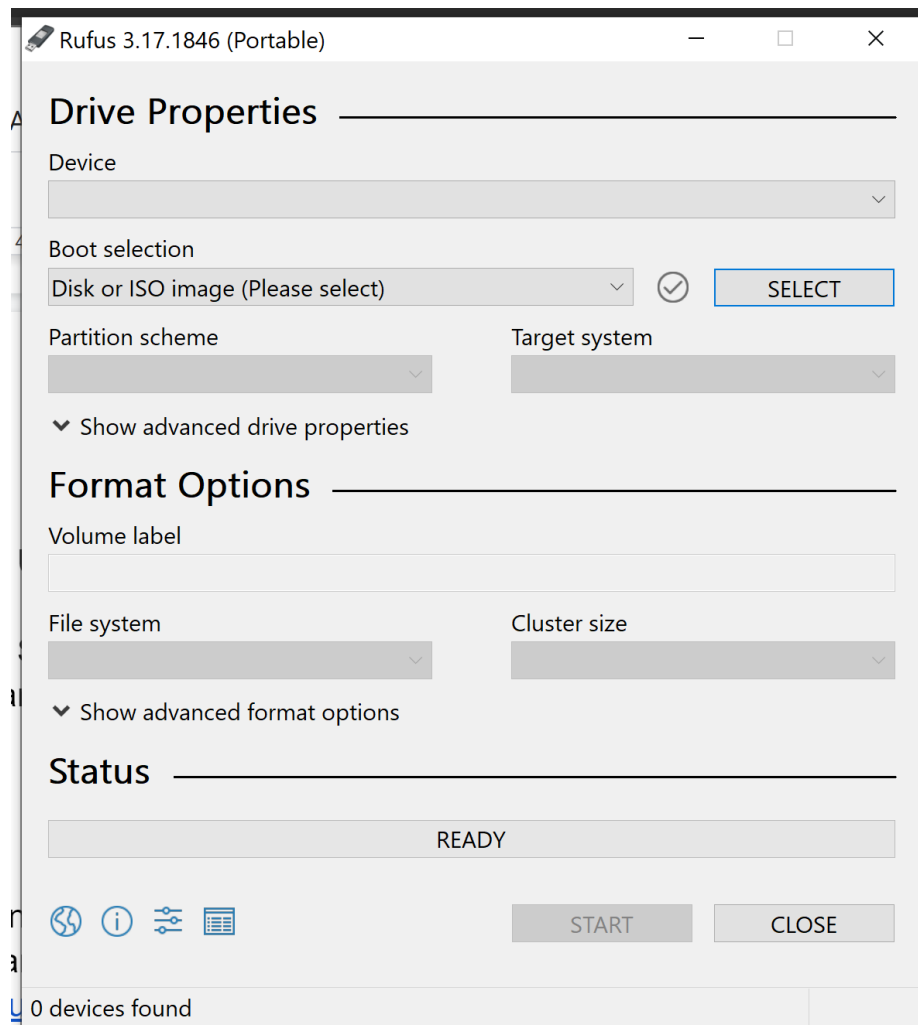 Rufus 3.17.1846 (Portable)
Drive Properties
Device
Boot selection
Disk or ISO image (Please select)
SELECT
Partition scheme
Target system
Show advanced drive properties
Format Options
Volume label
File system
Cluster size
Show advanced format options
Status
READY
START
CLOSE
0 devices found